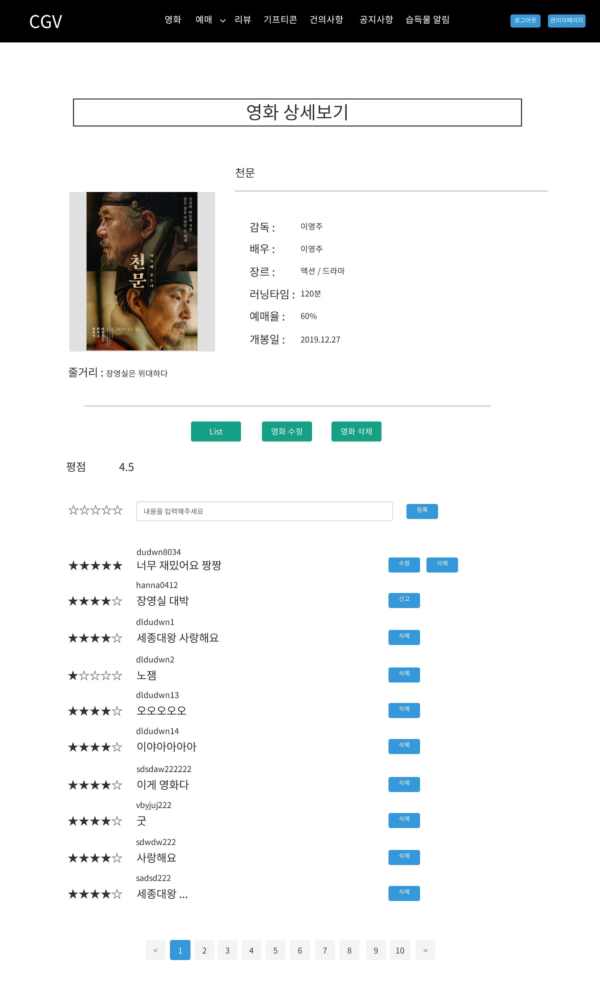 CGV
영화 예매 리뷰 기프티콘 건의사항 공지사항 습득물 알림
로그아웃 관리자페이지
영화 상세보기
천문
조선의 하늘과 시간
같은 꿈을 꾸었던 두 천재
천문
하늘에 묻는다
최민식
한석규
허진호 감독
2019·12·26
감독 : 이영주
배우 : 이영주
장르 : 액션 / 드라마
러닝타임 : 120분
예매율 : 60%
개봉일 : 2019.12.27
줄거리 : 장영실은 위대하다
List 영화 수정 영화 삭제
평점 4.5
☆☆☆☆☆ 내용을 입력해주세요 등록
dudwn8034
★★★★★ 너무 재밌어요 짱짱 수정 삭제
hanna0412
★★★★☆ 장영실 대박 신고
dldudwn1
★★★★☆ 세종대왕 사랑해요 삭제
dldudwn2
★☆☆☆☆ 노잼 삭제
dldudwn13
★★★★☆ 오오오오오 삭제
dldudwn14
★★★★☆ 이야아아아아 삭제
sdsdaw222222
★★★★☆ 이게 영화다 삭제
vbyjuj222
★★★★☆ 굿 삭제
sdwdw222
★★★★☆ 사랑해요 삭제
sadsd222
★★★★☆ 세종대왕 ... 삭제
< 1 2 3 4 5 6 7 8 9 10 >